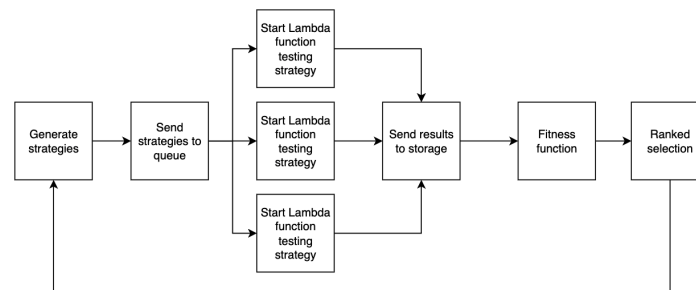 Generate
strategies
Send
strategies to
queue
Start Lambda
function
testing
strategy
Start Lambda
function
testing
strategy
Start Lambda
function
testing
strategy
Send results
to storage
Fitness
function
Ranked
selection